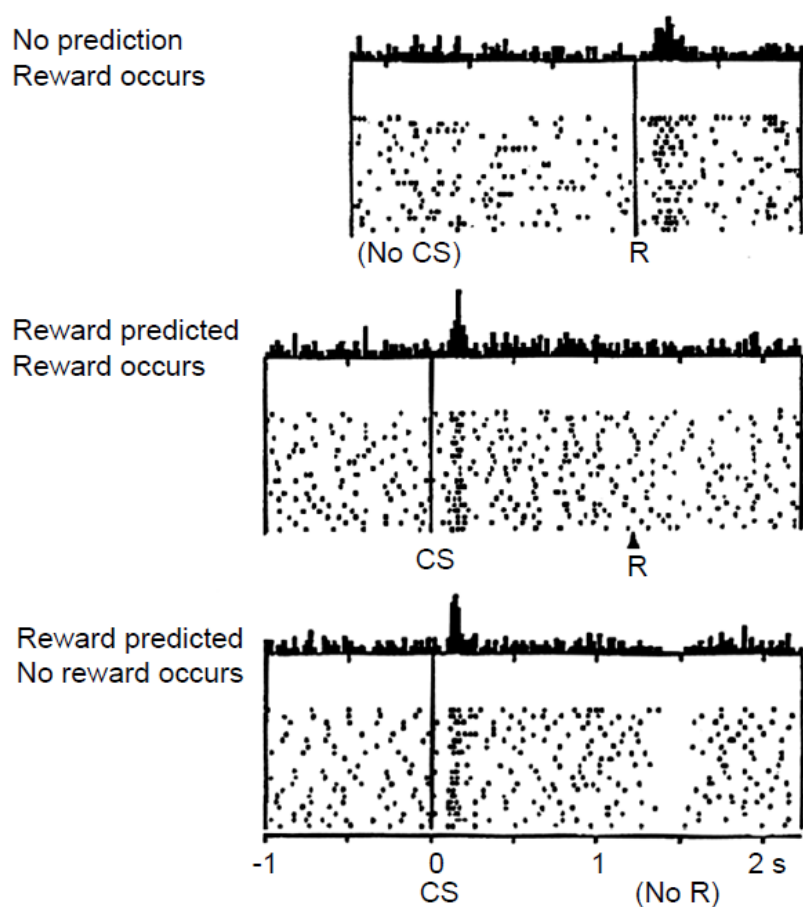 No prediction
Reward occurs
(No CS) R
Reward predicted
Reward occurs
CS R
Reward predicted
No reward occurs
-1 0 1 2 s
CS (No R)